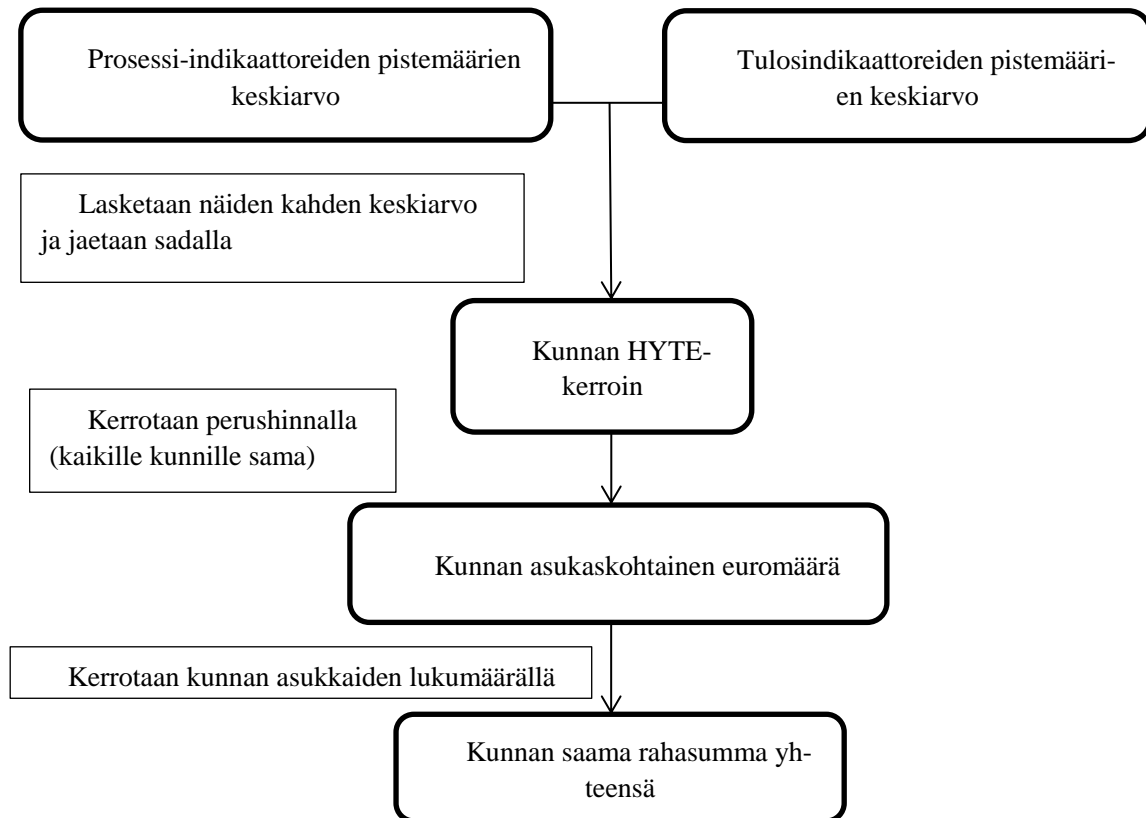 Prosessi-indikaattoreiden pistemäärien
keskiarvo
Tulosindikaattoreiden pistemääri-
en keskiarvo
Lasketaan näiden kahden keskiarvo
ja jaetaan sadalla
Kunnan HYTE-
kerroin
Kerrotaan perushinnalla
(kaikille kunnille sama)
Kunnan asukaskohtainen euromäärä
Kerrotaan kunnan asukkaiden lukumäärällä
Kunnan saama rahasumma yh-
teensä